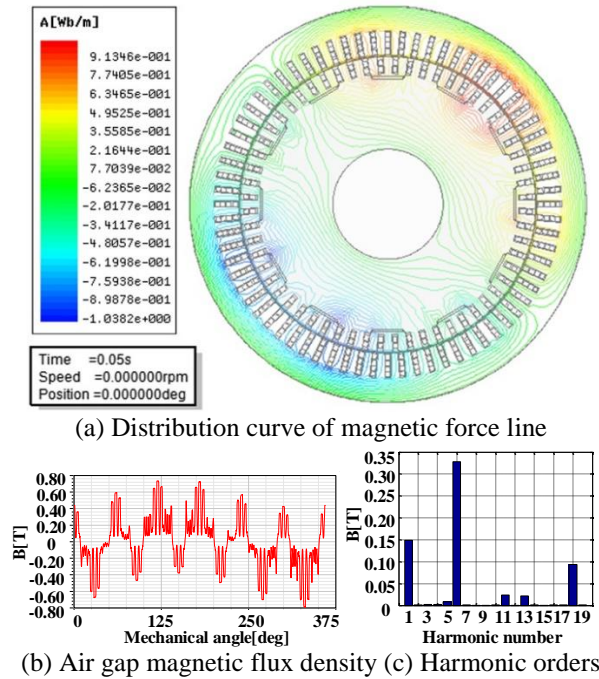 A[Wb/m]
9.1346e-001
7.7405e-001
6.3465e-001
4.9525e-001
3.5585e-001
2.1644e-001
7.7039e-002
-6.2365e-002
-2.0177e-001
-3.4117e-001
-4.8057e-001
-6.1998e-001
-7.5938e-001
-8.9878e-001
-1.0382e+000
Time =0.05s
Speed =0.000000rpm
Position =0.000000deg
(a) Distribution curve of magnetic force line
B[T]
0.80
0.40
0.20
0
-0.20
-0.40
-0.60
-0.80
0 125 250 375
Mechanical angle[deg]
(b) Air gap magnetic flux density
B[T]
0.35
0.30
0.25
0.20
0.15
0.10
0.05
0
1 3 5 7 9 11 13 15 17 19
Harmonic number
(c) Harmonic orders